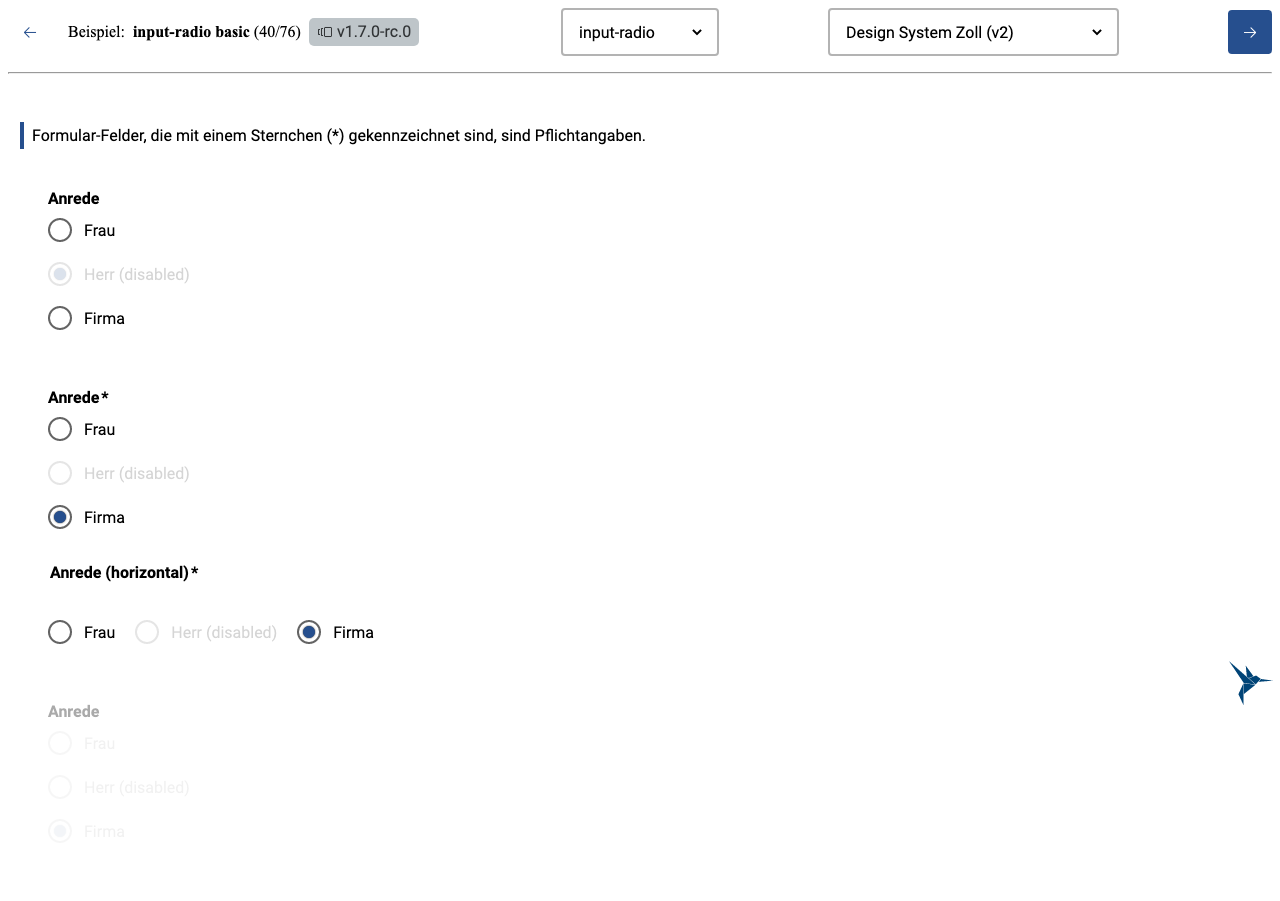 Beispiel: input-radio basic (40/76) v1.7.0-rc.0 input-radio Design System Zoll (v2)
Formular-Felder, die mit einem Sternchen (*) gekennzeichnet sind, sind Pflichtangaben.
Anrede
Frau
Herr (disabled)
Firma
Anrede*
Frau
Herr (disabled)
Firma
Anrede (horizontal)*
Frau Herr (disabled) Firma
Anrede
Frau
Herr (disabled)
Firma